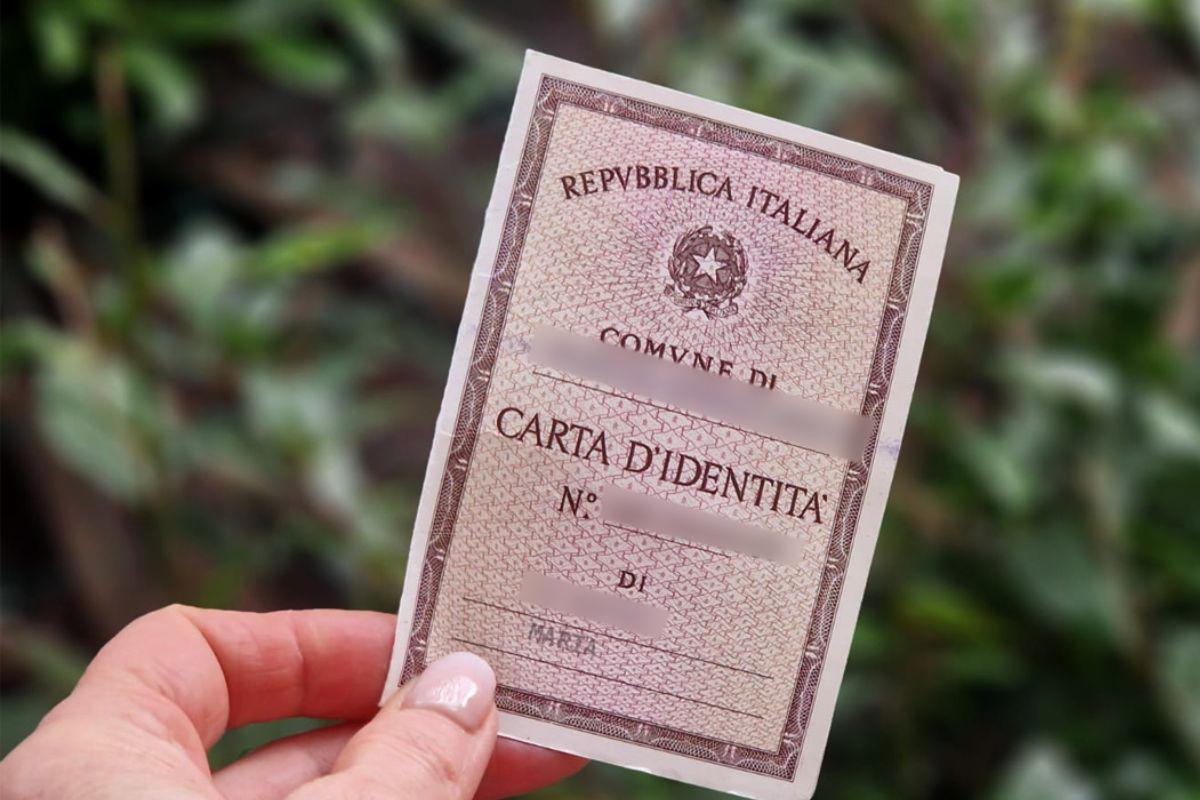 REPVBBLICA ITALIANA
COMVNE DI
CARTA D'IDENTITA'
N.°
DI
MARTA